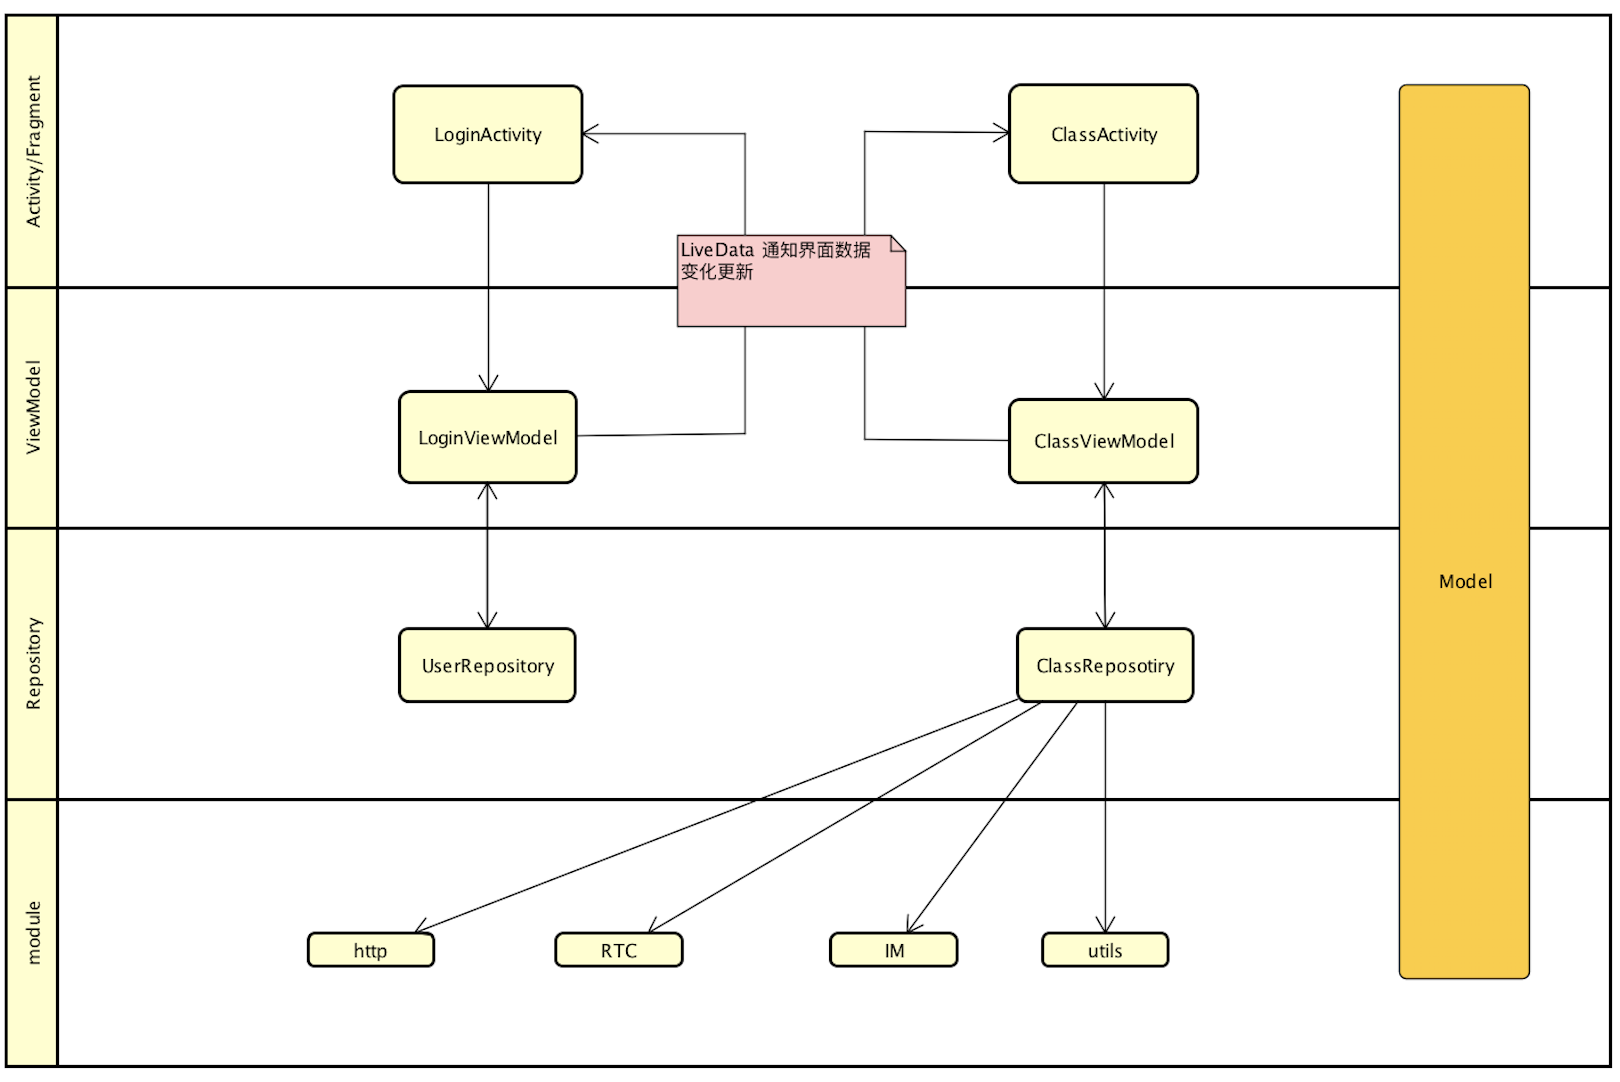 Activity/Fragment
LoginActivity
ClassActivity
LiveData 通知界面数据
变化更新
ViewModel
LoginViewModel
ClassViewModel
Model
Repository
UserRepository
ClassReposotiry
module
http
RTC
IM
utils